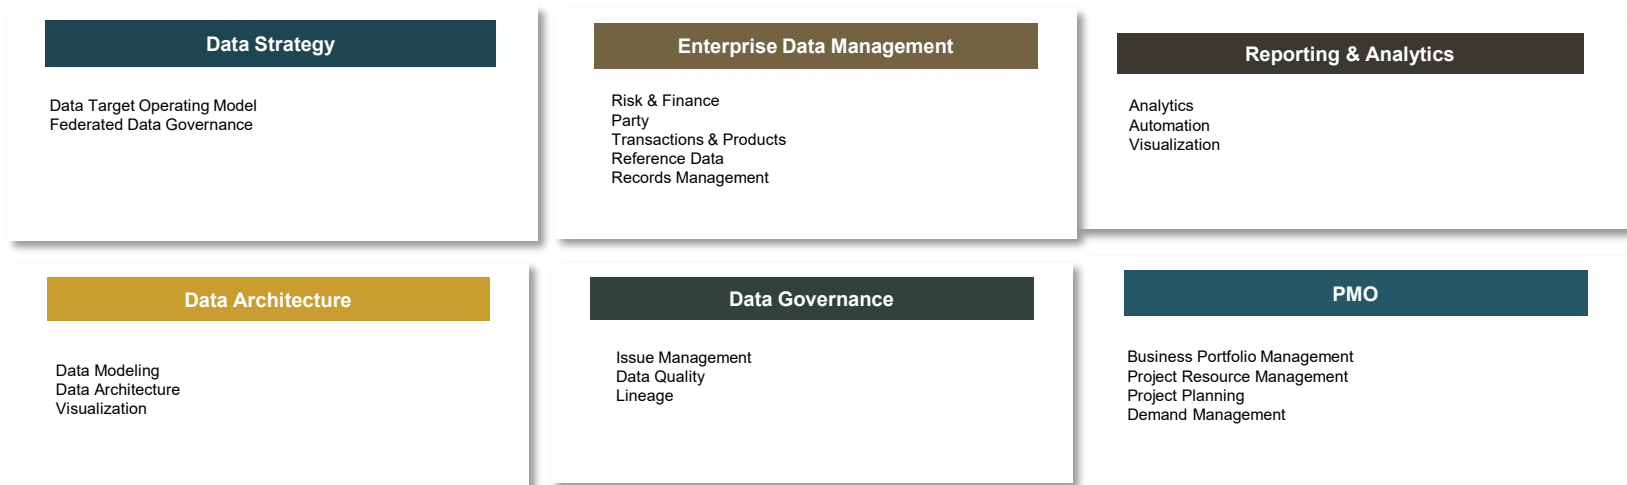 Data Strategy
Data Target Operating Model
Federated Data Governance
Enterprise Data Management
Risk & Finance
Party
Transactions & Products
Reference Data
Records Management
Reporting & Analytics
Analytics
Automation
Visualization
Data Architecture
Data Modeling
Data Architecture
Visualization
Data Governance
Issue Management
Data Quality
Lineage
PMO
Business Portfolio Management
Project Resource Management
Project Planning
Demand Management